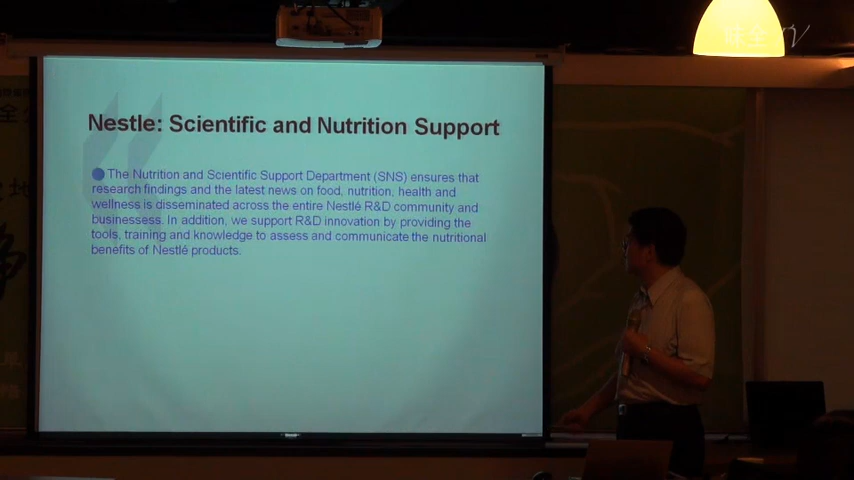 Nestle: Scientific and Nutrition Support
The Nutrition and Scientific Support Department (SNS) ensures that
research findings and the latest news on food, nutrition, health and
wellness is disseminated across the entire Nestlé R&D community and
businessess. In addition, we support R&D innovation by providing the
tools, training and knowledge to assess and communicate the nutritional
benefits of Nestlé products.